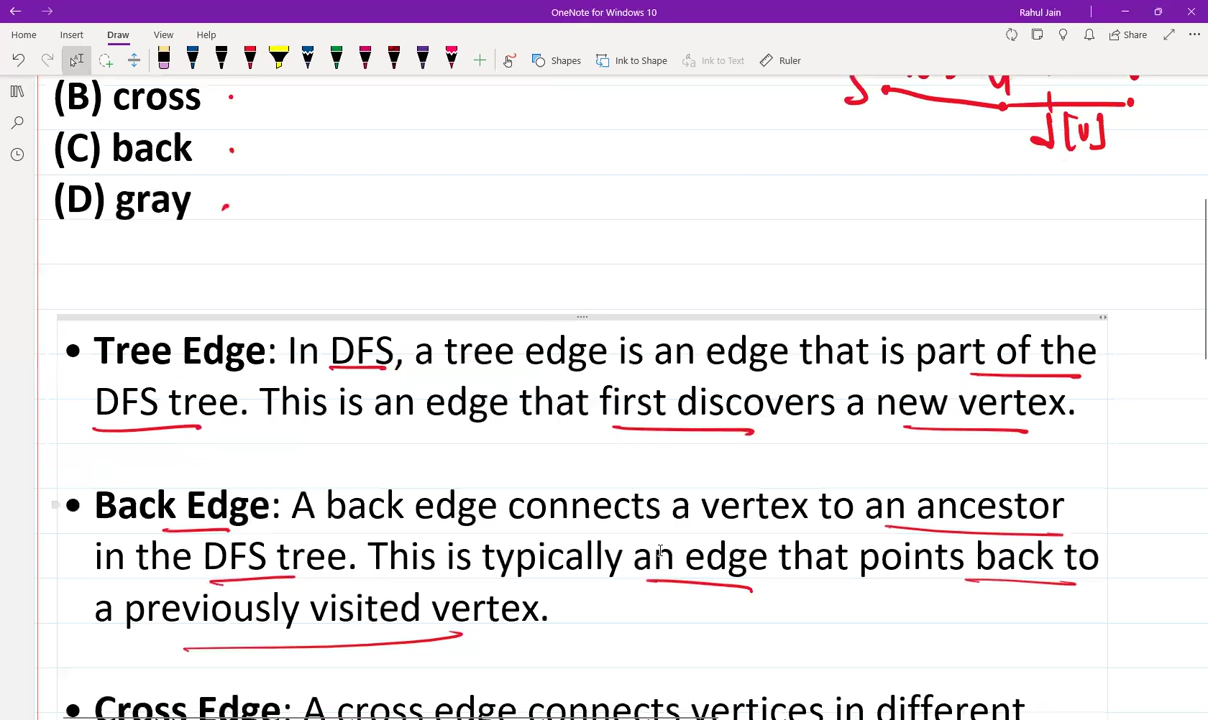 OneNote for Windows 10
Rahul Jain
Home Insert Draw View Help
Shapes Ink to Shape Ink to Text Ruler Share
(B) cross
(C) back
(D) gray
• Tree Edge: In DFS, a tree edge is an edge that is part of the
DFS tree. This is an edge that first discovers a new vertex.
• Back Edge: A back edge connects a vertex to an ancestor
in the DFS tree. This is typically an edge that points back to
a previously visited vertex.
• Cross Edge: A cross edge connects vertices in different